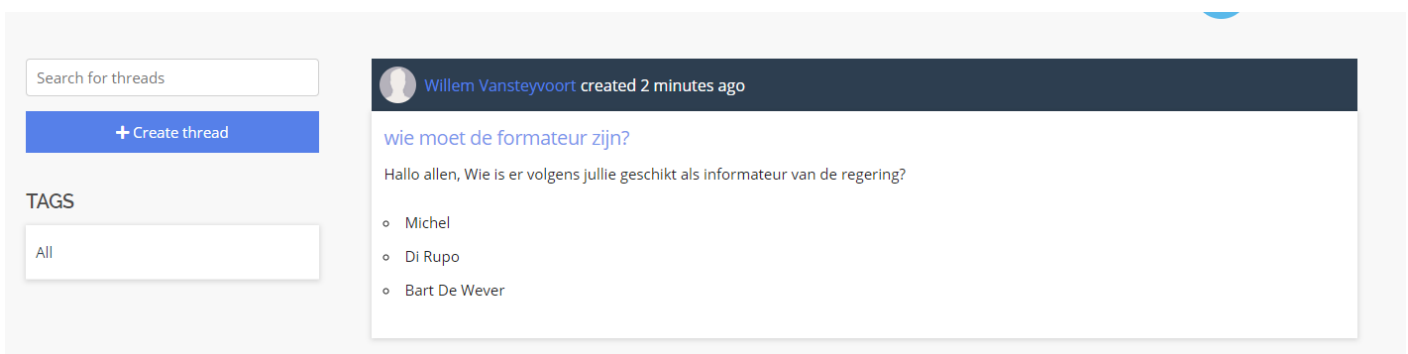 Search for threads
+ Create thread
TAGS
All
Willem Vansteyvoort created 2 minutes ago
wie moet de formateur zijn?
Hallo allen, Wie is er volgens jullie geschikt als informateur van de regering?
Michel
Di Rupo
Bart De Wever